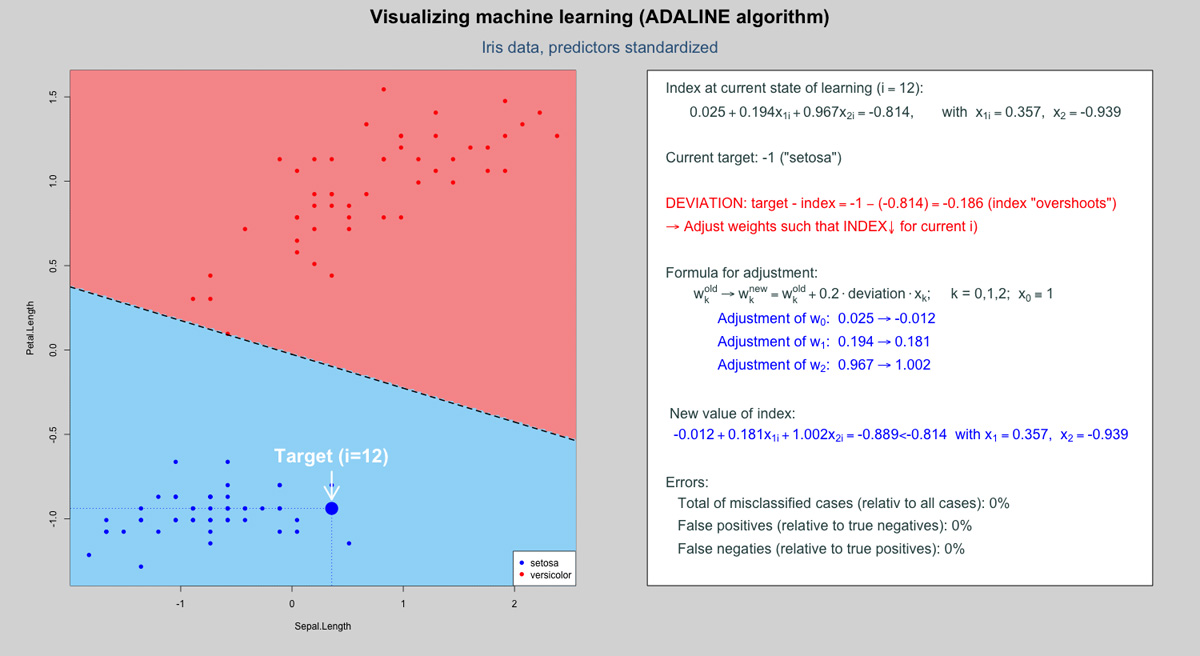 Visualizing machine learning (ADALINE algorithm)
Iris data, predictors standardized
Petal.Length
1.5
1.0
0.5
0.0
-0.5
-1.0
Target (i=12)
setosa
versicolor
-1
0
1
2
Sepal.Length
Index at current state of learning (i = 12):
0.025 + 0.194x₁ᵢ + 0.967x₂ᵢ = -0.814, with x₁ᵢ = 0.357, x₂ = -0.939
Current target: -1 ("setosa")
DEVIATION: target - index = -1 – (-0.814) = -0.186 (index "overshoots")
→ Adjust weights such that INDEX↓ for current i)
Formula for adjustment:
wₖ^old → wₖ^new = wₖ^old + 0.2 · deviation · xₖ; k = 0,1,2; x₀ ≡ 1
Adjustment of w₀: 0.025 → -0.012
Adjustment of w₁: 0.194 → 0.181
Adjustment of w₂: 0.967 → 1.002
New value of index:
-0.012 + 0.181x₁ᵢ + 1.002x₂ᵢ = -0.889<-0.814 with x₁ = 0.357, x₂ = -0.939
Errors:
Total of misclassified cases (relativ to all cases): 0%
False positives (relative to true negatives): 0%
False negaties (relative to true positives): 0%